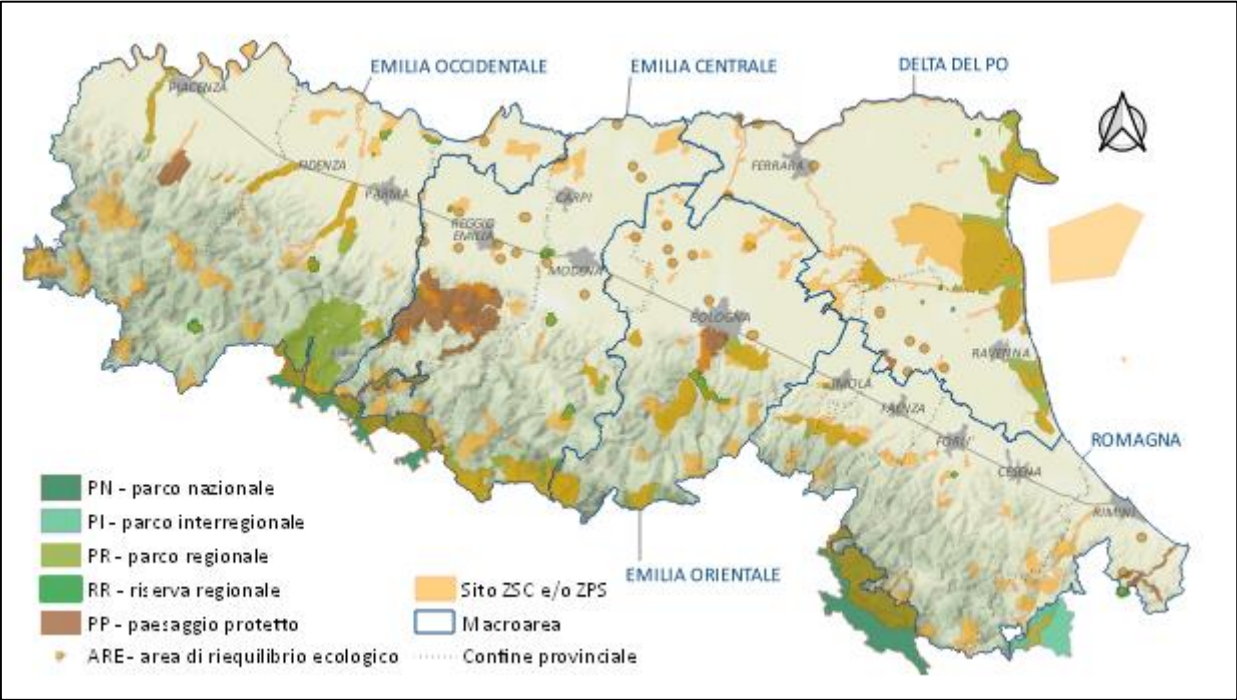 EMILIA OCCIDENTALE
EMILIA CENTRALE
DELTA DEL PO
PIACENZA
FIDENZA
PARMA
REGGIO
EMILIA
CARPI
MODENA
FERRARA
BOLOGNA
RAVENNA
IMOLA
FAENZA
FORLI'
CESENA
RIMINI
ROMAGNA
EMILIA ORIENTALE
PN - parco nazionale
PI - parco interregionale
PR - parco regionale
RR - riserva regionale
PP - paesaggio protetto
ARE - area di riequilibrio ecologico
Sito ZSC e/o ZPS
Macroarea
Confine provinciale